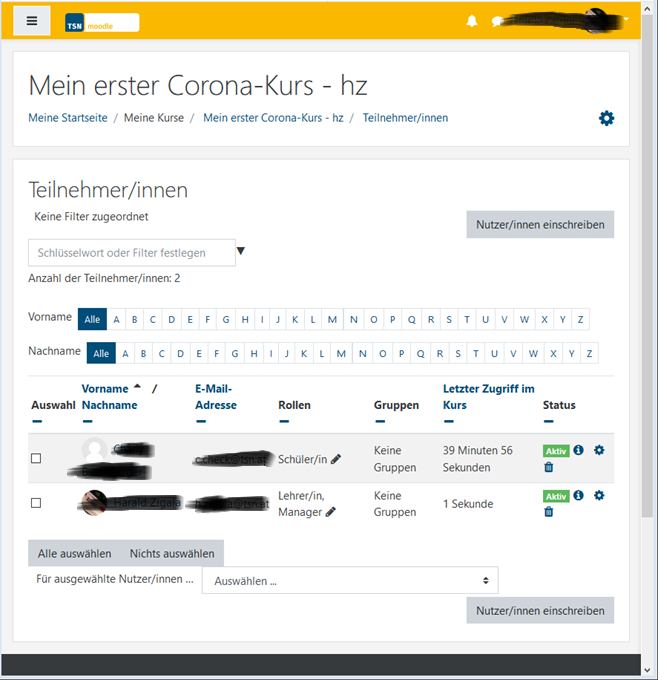 TSN moodle
Mein erster Corona-Kurs - hz
Meine Startseite / Meine Kurse / Mein erster Corona-Kurs - hz / Teilnehmer/innen
Teilnehmer/innen
Keine Filter zugeordnet
Nutzer/innen einschreiben
Schlüsselwort oder Filter festlegen
Anzahl der Teilnehmer/innen: 2
Vorname Alle A B C D E F G H I J K L M N O P Q R S T U V W X Y Z
Nachname Alle A B C D E F G H I J K L M N O P Q R S T U V W X Y Z
Vorname / E-Mail- Letzter Zugriff im
Auswahl Nachname Adresse Rollen Gruppen Kurs Status
Keine 39 Minuten 56 Aktiv
Schüler/in Gruppen Sekunden
Lehrer/in, Keine Aktiv
Manager Gruppen 1 Sekunde
Alle auswählen Nichts auswählen
Für ausgewählte Nutzer/innen ... Auswählen ...
Nutzer/innen einschreiben